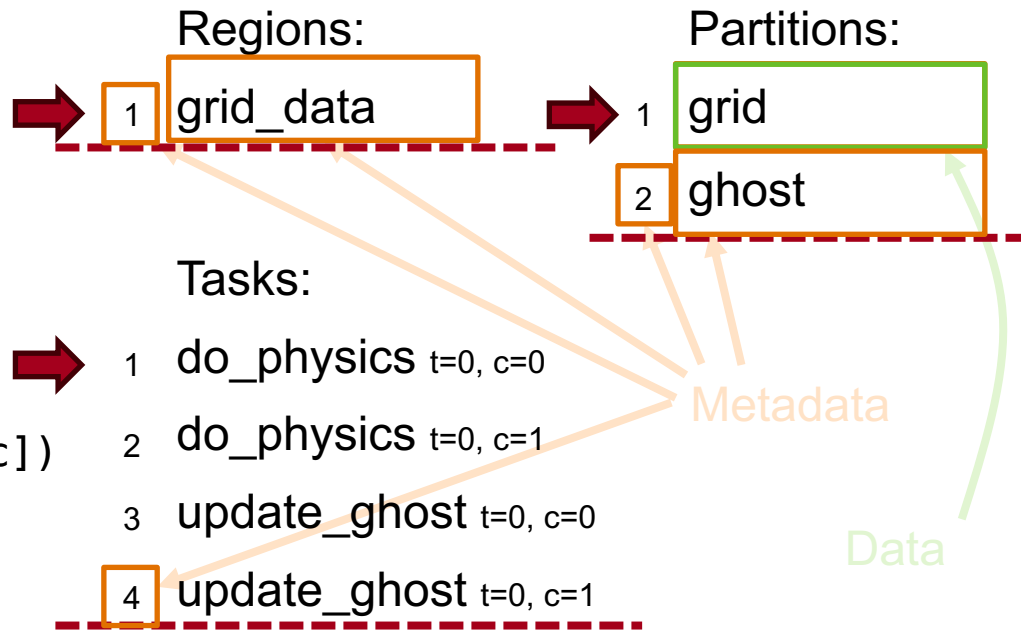 Regions:
1 grid_data
Partitions:
1 grid
2 ghost
Tasks:
1 do_physics t=0, c=0
2 do_physics t=0, c=1
3 update_ghost t=0, c=0
4 update_ghost t=0, c=1
c])
Metadata
Data